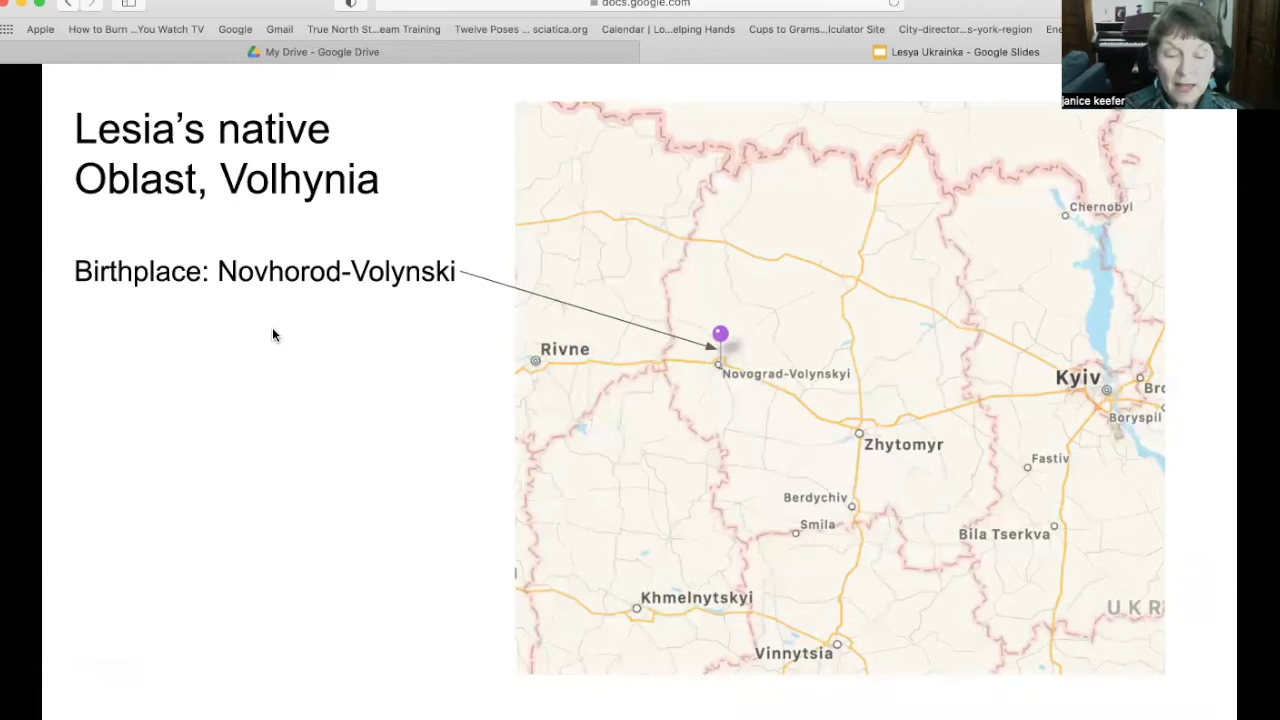 docs.google.com
Apple How to Burn ...You Watch TV Google Gmail True North St...eam Training Twelve Poses ... sciatica.org Calendar | Lo...elping Hands Cups to Grams...lculator Site City-director...s-york-region Ene
My Drive - Google Drive Lesya Ukrainka - Google Slides
janice keefer
Lesia’s native
Oblast, Volhynia
Birthplace: Novhorod-Volynski
Chernobyl
Rivne
Novograd-Volynskyi
Kyiv
Bro
Boryspil
Zhytomyr
Fastiv
Berdychiv
Smila
Bila Tserkva
Khmelnytskyi
U K R
Vinnytsia